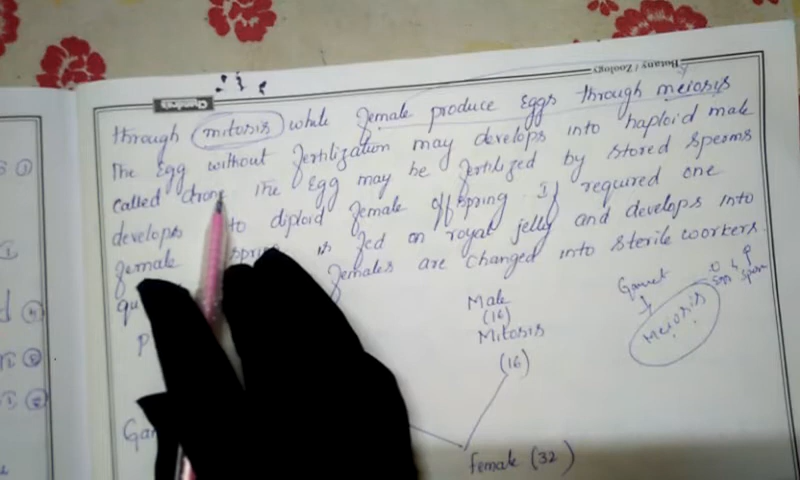 Botany / Zoology
through mitosis while female produce Eggs through meiosis
The Egg without fertilization may develops into haploid male
called drone The Egg may be fertilized by stored sperms
develops to diploid female offspring If required one
female is fed on royal jelly and develops into
females are changed into sterile workers
Male
(16)
Mitosis
(16)
Gamet
Meiosis
Egg
sperm
female (32)